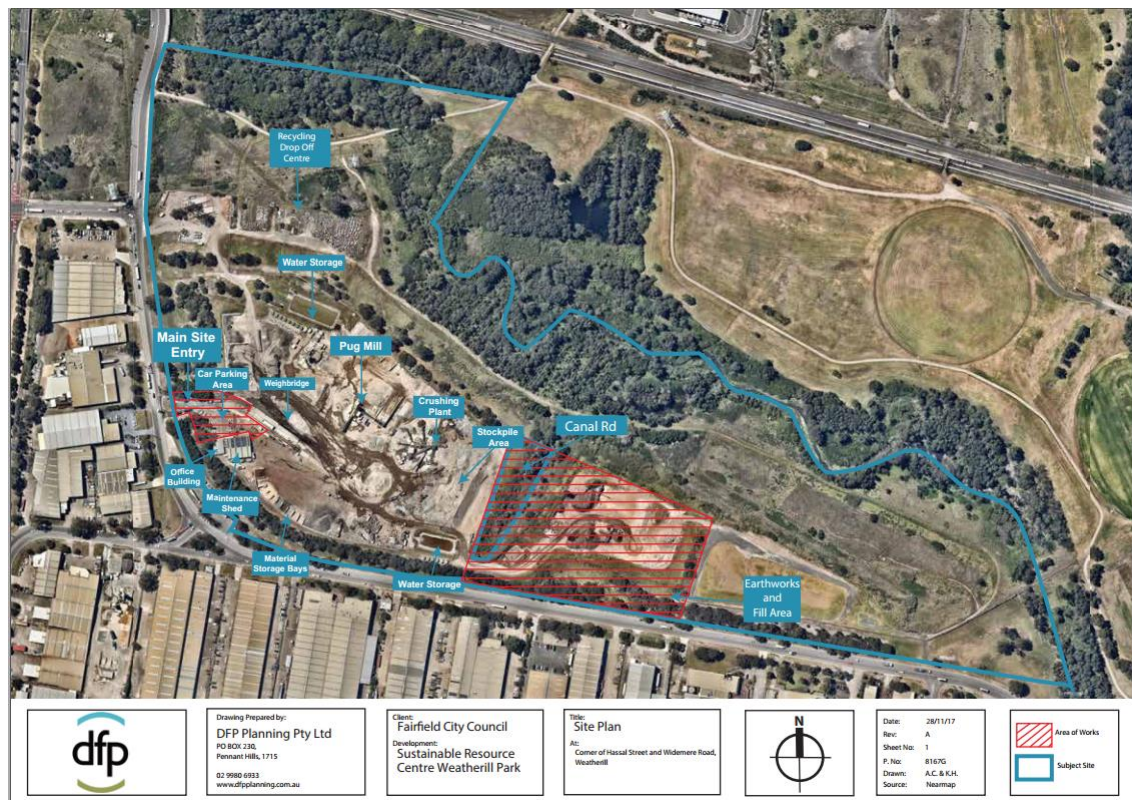 Recycling
Drop Off
Centre
Water Storage
Main Site
Entry
Pug Mill
Car Parking
Area
Weighbridge
Crushing
Plant
Stockpile
Area
Canal Rd
Office
Building
Maintenance
Shed
Material
Storage Bays
Water Storage
Earthworks
and
Fill Area
dfp
Drawing Prepared by:
DFP Planning Pty Ltd
PO BOX 230,
Pennant Hills, 1715
02 9980 6933
www.dfpplanning.com.au
Client:
Fairfield City Council
Development:
Sustainable Resource
Centre Weatherill Park
Title:
Site Plan
At:
Corner of Hassal Street and Widemere Road,
Weatherill
N
Date: 28/11/17
Rev: A
Sheet No: 1
P. No: 8167G
Drawn: A.C. & K.H.
Source: Nearmap
Area of Works
Subject Site